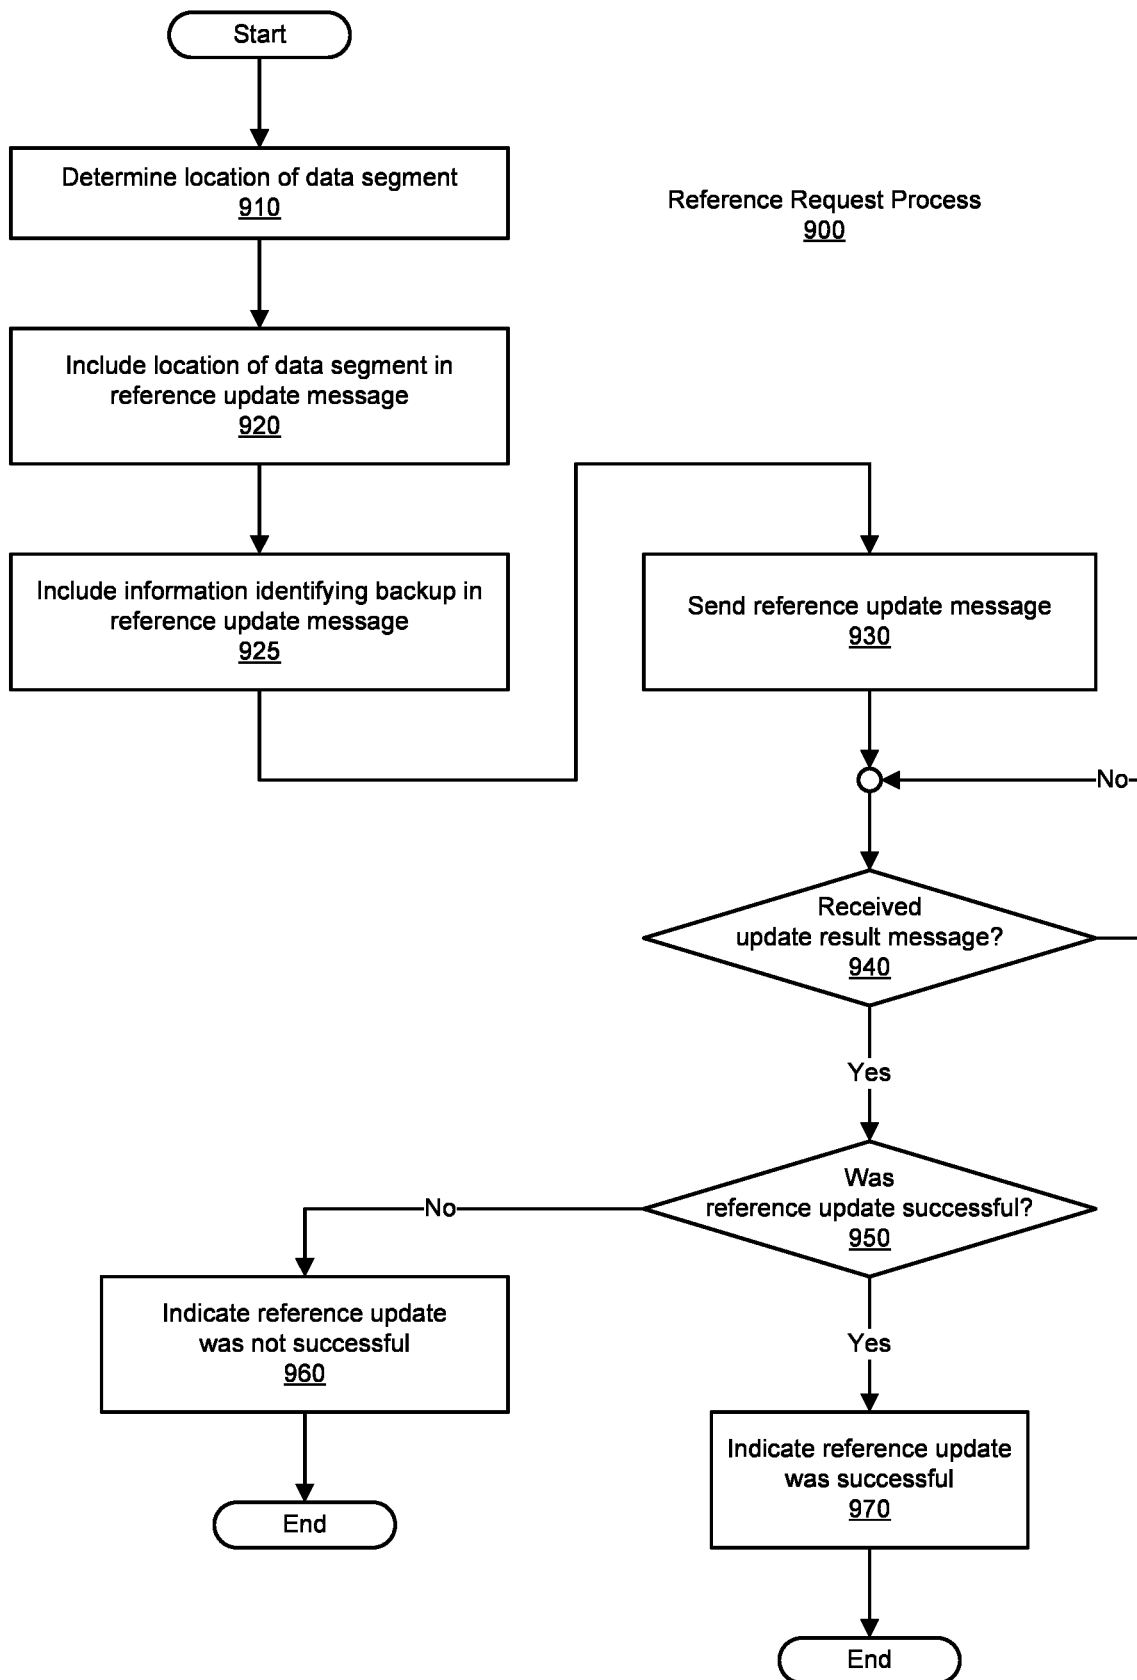 Start
Determine location of data segment
910
Reference Request Process
900
Include location of data segment in
reference update message
920
Include information identifying backup in
reference update message
925
Send reference update message
930
No
Received
update result message?
940
Yes
Was
reference update successful?
950
No
Indicate reference update
was not successful
960
Yes
Indicate reference update
was successful
970
End
End